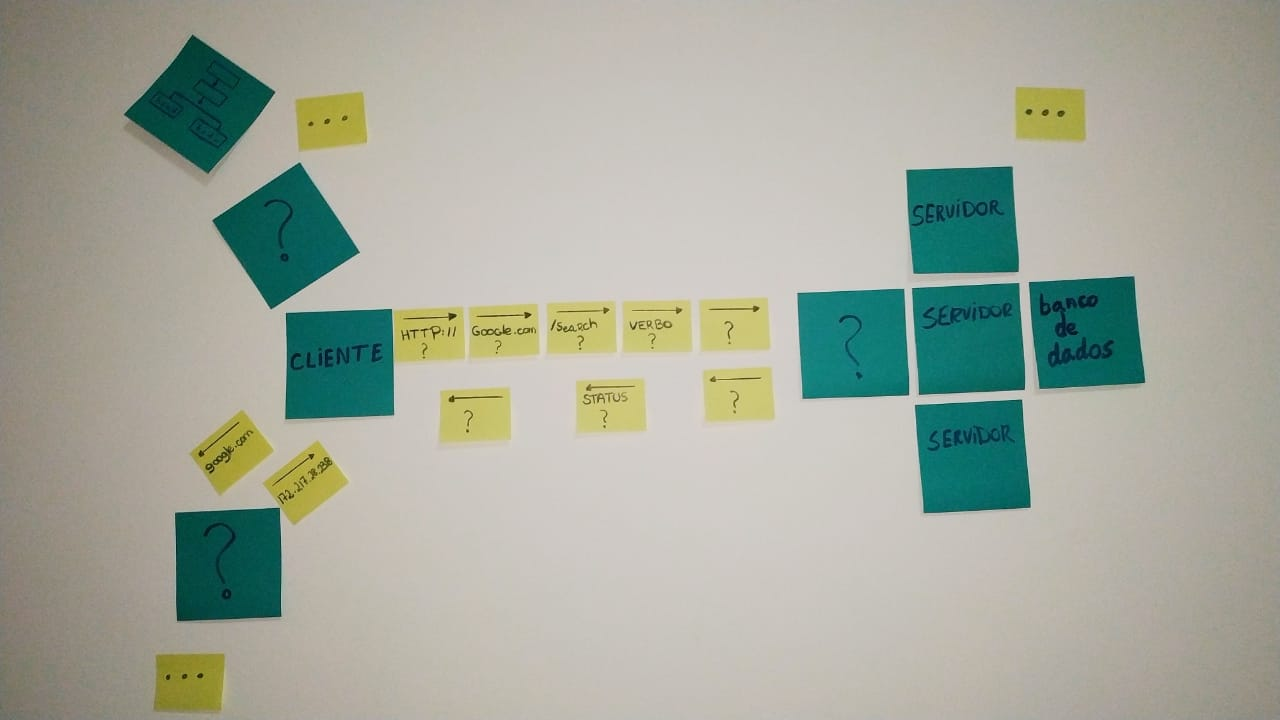 ...
...
?
SERVIDOR
CLIENTE
HTTP://
?
Google.com
?
/Search
?
VERBO
?
?
?
SERVIDOR
banco
de
dados
?
STATUS
?
?
SERVIDOR
google.com
172.217.28.238
?
...